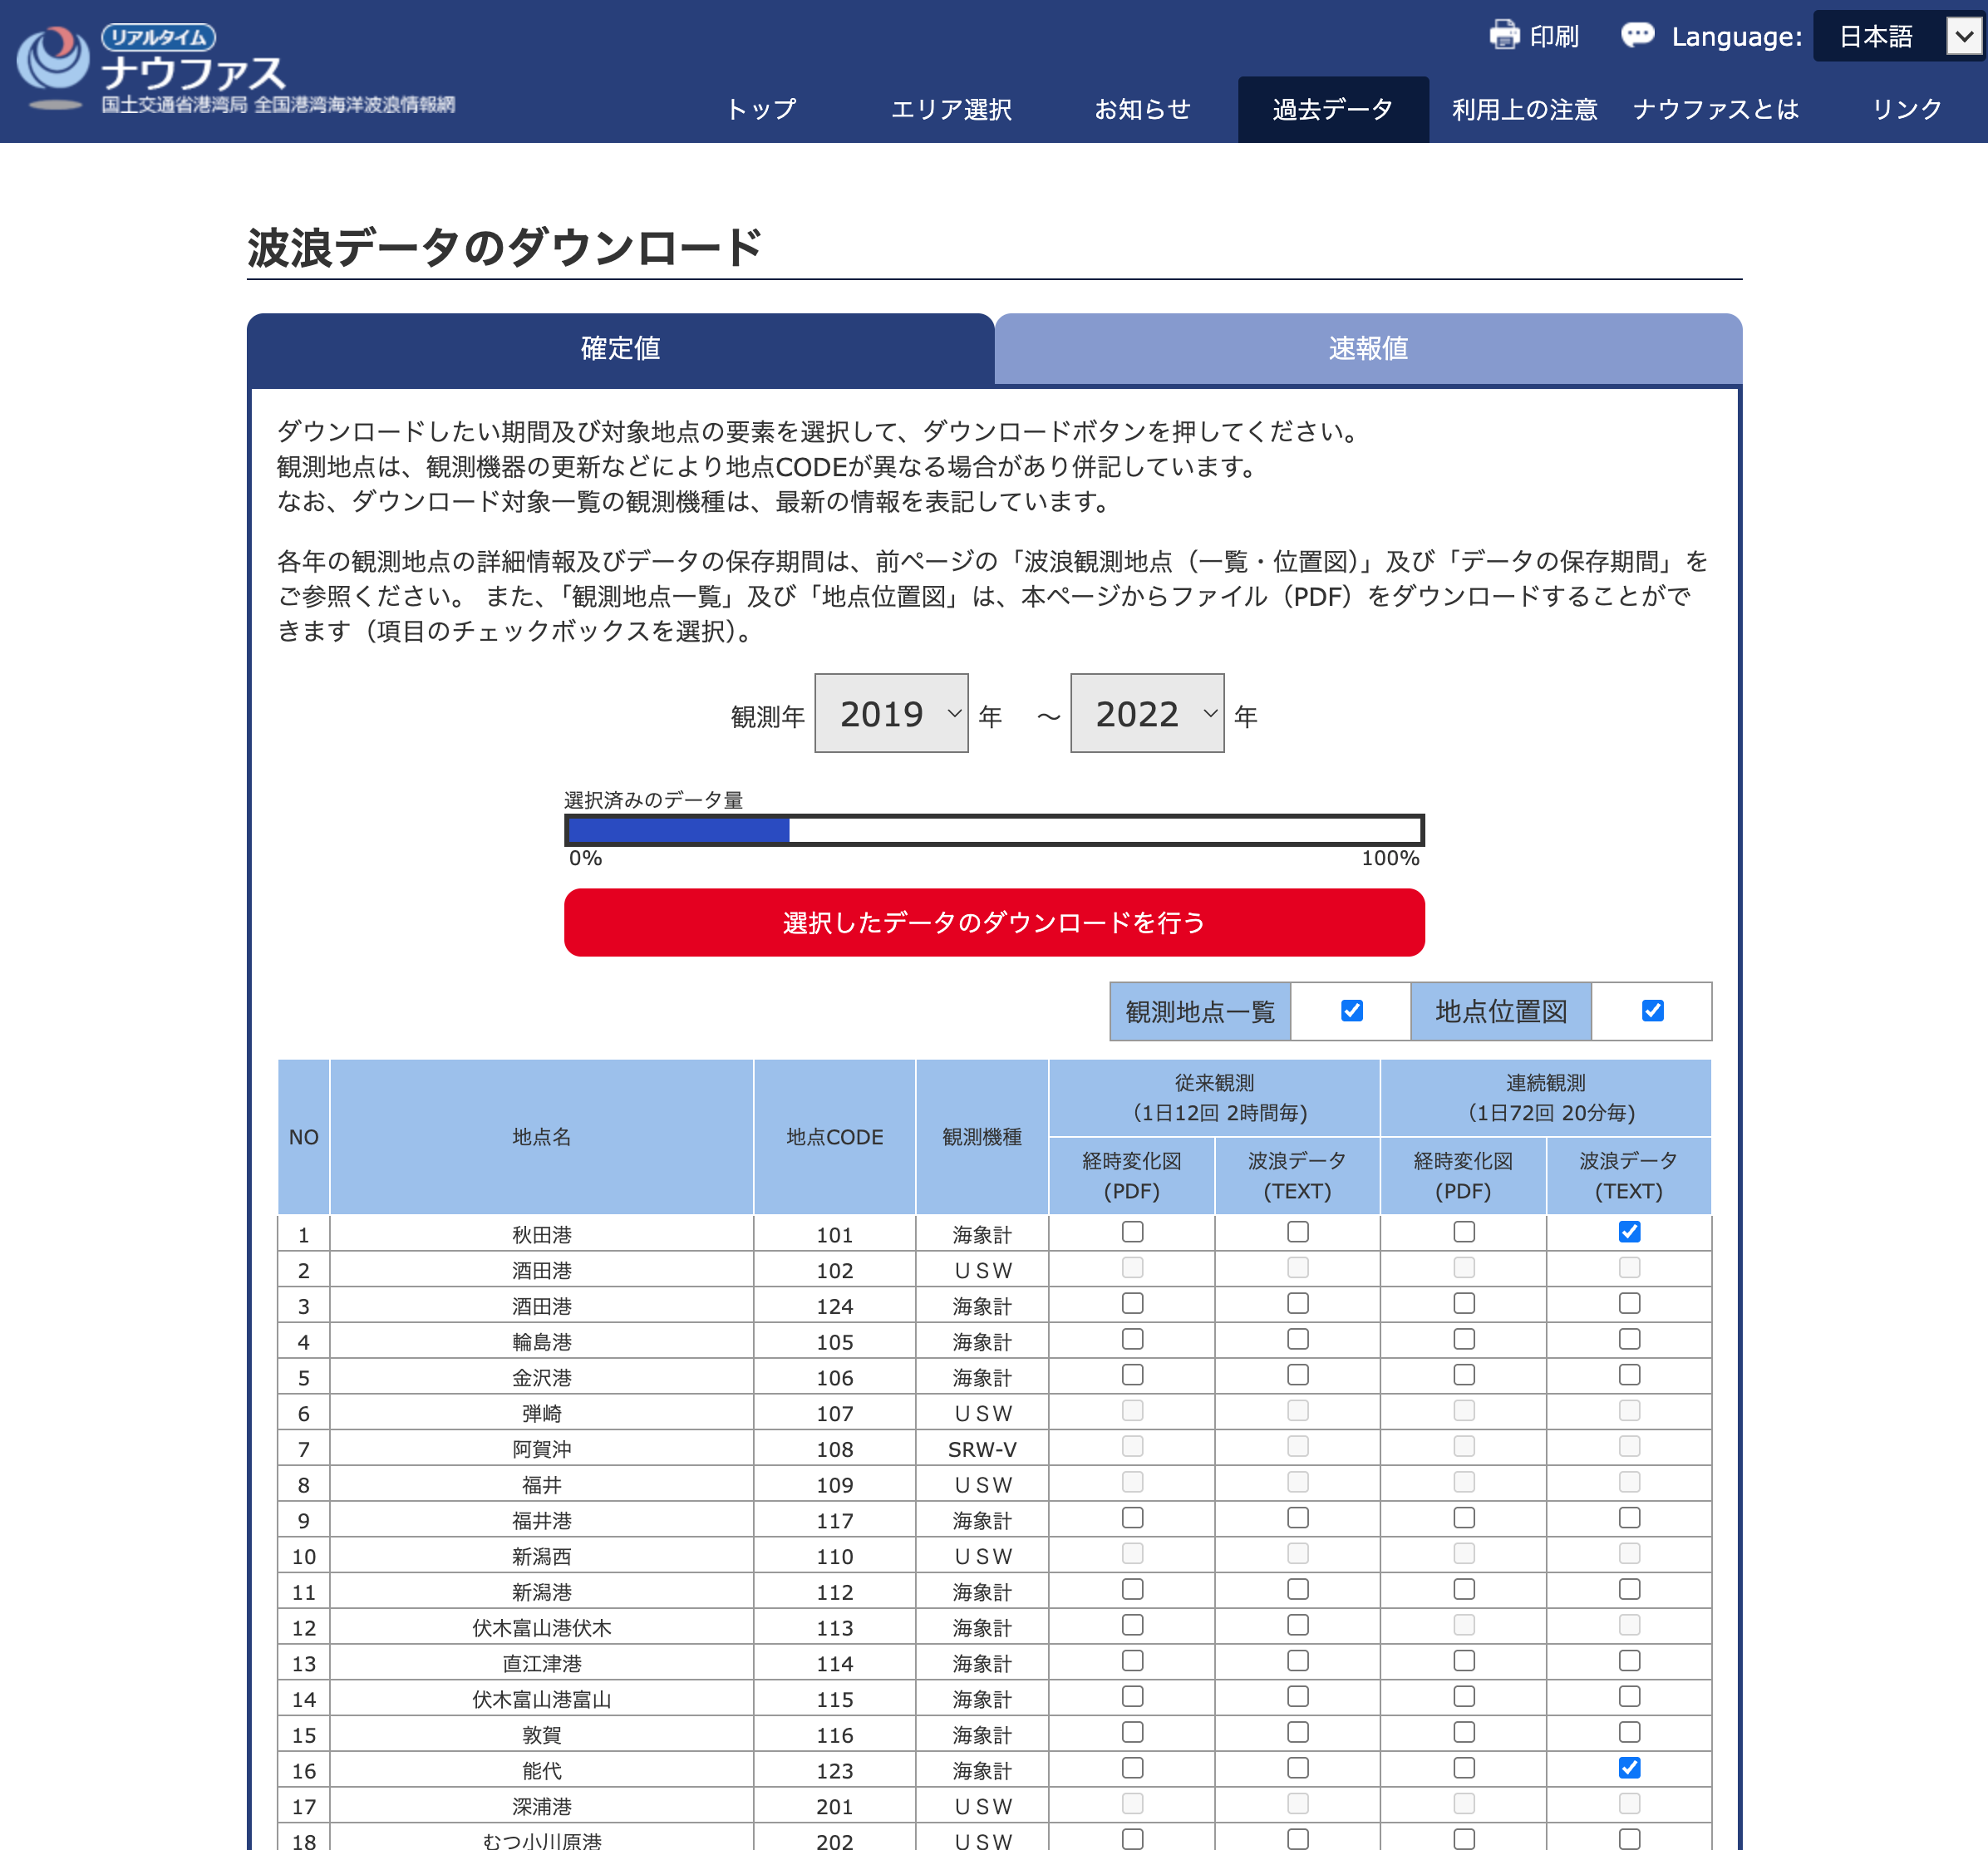 リアルタイム
ナウファス
国土交通省港湾局 全国港湾海洋波浪情報網
印刷 Language: 日本語
トップ エリア選択 お知らせ 過去データ 利用上の注意 ナウファスとは リンク
波浪データのダウンロード
確定値 速報値
ダウンロードしたい期間及び対象地点の要素を選択して、ダウンロードボタンを押してください。
観測地点は、観測機器の更新などにより地点CODEが異なる場合があり併記しています。
なお、ダウンロード対象一覧の観測機種は、最新の情報を表記しています。
各年の観測地点の詳細情報及びデータの保存期間は、前ページの「波浪観測地点（一覧・位置図）」及び「データの保存期間」を
ご参照ください。 また、「観測地点一覧」及び「地点位置図」は、本ページからファイル（PDF）をダウンロードすることがで
きます（項目のチェックボックスを選択）。
観測年 2019 年 ～ 2022 年
選択済みのデータ量
0% 100%
選択したデータのダウンロードを行う
観測地点一覧 地点位置図
NO 地点名 地点CODE 観測機種 従来観測 連続観測
（1日12回 2時間毎） （1日72回 20分毎）
経時変化図 波浪データ 経時変化図 波浪データ
(PDF) (TEXT) (PDF) (TEXT)
1 秋田港 101 海象計
2 酒田港 102 ＵＳＷ
3 酒田港 124 海象計
4 輪島港 105 海象計
5 金沢港 106 海象計
6 弾崎 107 ＵＳＷ
7 阿賀沖 108 SRW-V
8 福井 109 ＵＳＷ
9 福井港 117 海象計
10 新潟西 110 ＵＳＷ
11 新潟港 112 海象計
12 伏木富山港伏木 113 海象計
13 直江津港 114 海象計
14 伏木富山港富山 115 海象計
15 敦賀 116 海象計
16 能代 123 海象計
17 深浦港 201 ＵＳＷ
18 むつ小川原港 202 ＵＳＷ